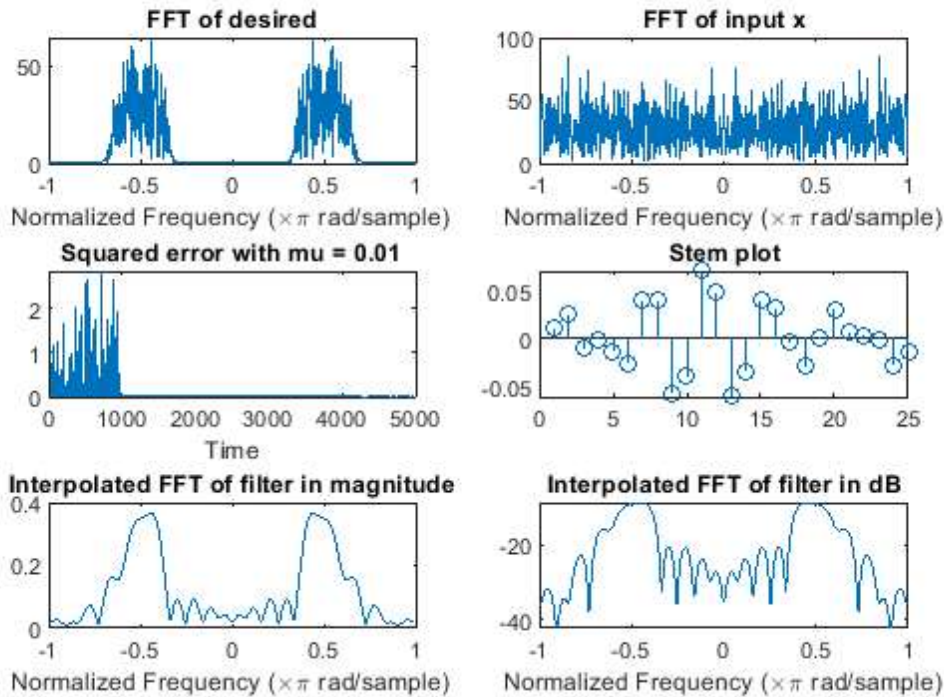 FFT of desired
50
0
-1 -0.5 0 0.5 1
Normalized Frequency (×π rad/sample)
FFT of input x
100
50
0
-1 -0.5 0 0.5 1
Normalized Frequency (×π rad/sample)
Squared error with mu = 0.01
2
1
0
0 1000 2000 3000 4000 5000
Time
Stem plot
0.05
0
-0.05
0 5 10 15 20 25
Interpolated FFT of filter in magnitude
0.4
0.2
0
-1 -0.5 0 0.5 1
Normalized Frequency (×π rad/sample)
Interpolated FFT of filter in dB
-20
-40
-1 -0.5 0 0.5 1
Normalized Frequency (×π rad/sample)